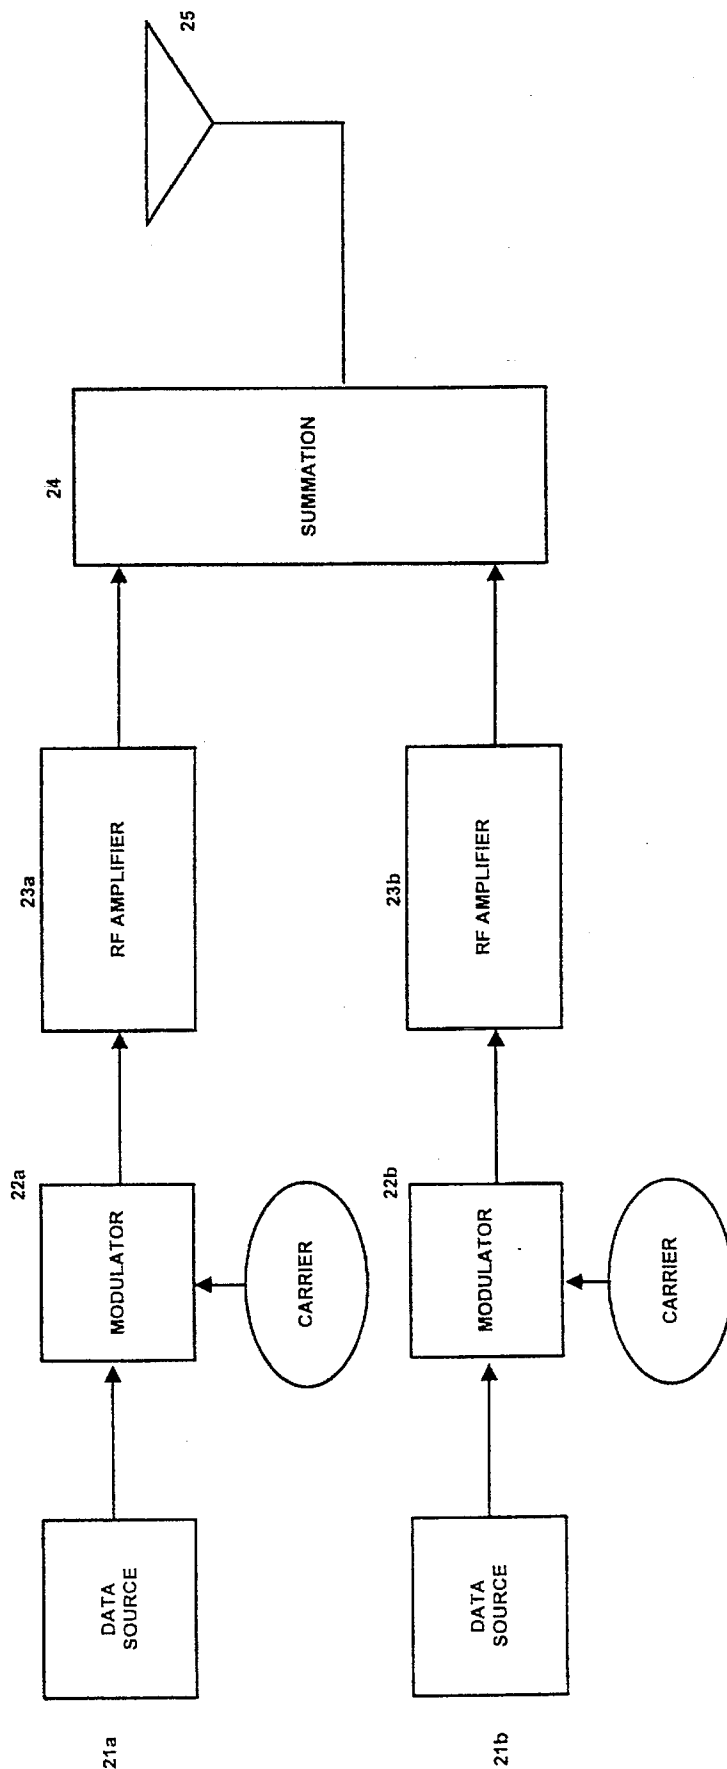 21a
DATA
SOURCE
22a
MODULATOR
CARRIER
23a
RF AMPLIFIER
24
SUMMATION
25
21b
DATA
SOURCE
22b
MODULATOR
CARRIER
23b
RF AMPLIFIER